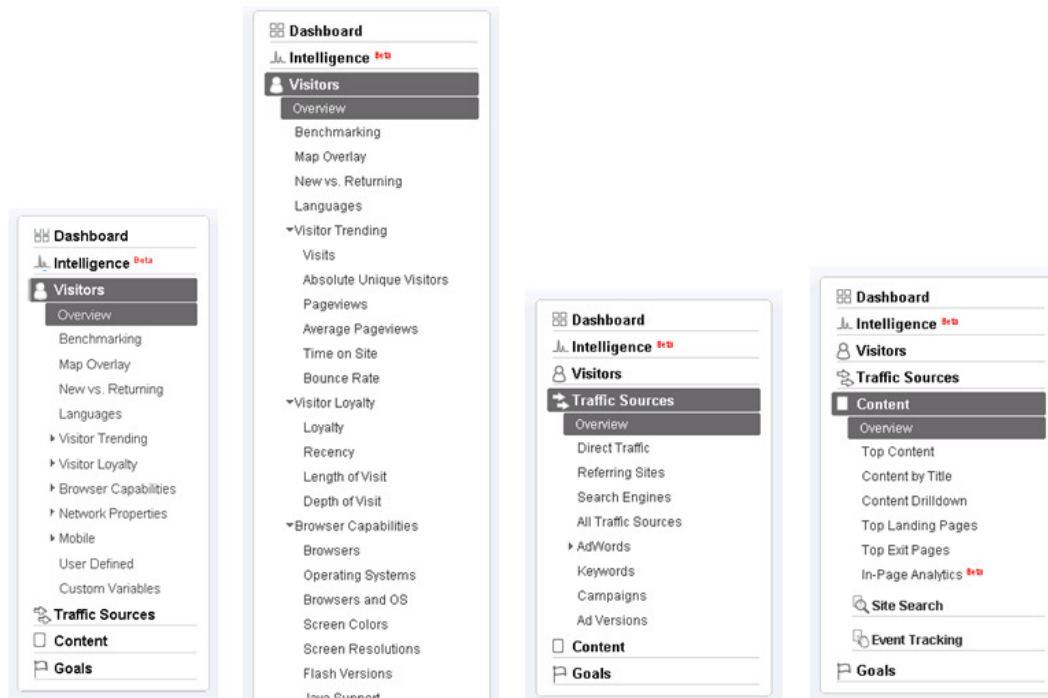 Dashboard
Intelligence Beta
Visitors
Overview
Benchmarking
Map Overlay
New vs. Returning
Languages
Visitor Trending
Visitor Loyalty
Browser Capabilities
Network Properties
Mobile
User Defined
Custom Variables
Traffic Sources
Content
Goals
Dashboard
Intelligence Beta
Visitors
Overview
Benchmarking
Map Overlay
New vs. Returning
Languages
Visitor Trending
Visits
Absolute Unique Visitors
Pageviews
Average Pageviews
Time on Site
Bounce Rate
Visitor Loyalty
Loyalty
Recency
Length of Visit
Depth of Visit
Browser Capabilities
Browsers
Operating Systems
Browsers and OS
Screen Colors
Screen Resolutions
Flash Versions
Java Support
Dashboard
Intelligence Beta
Visitors
Traffic Sources
Overview
Direct Traffic
Referring Sites
Search Engines
All Traffic Sources
AdWords
Keywords
Campaigns
Ad Versions
Content
Goals
Dashboard
Intelligence Beta
Visitors
Traffic Sources
Content
Overview
Top Content
Content by Title
Content Drilldown
Top Landing Pages
Top Exit Pages
In-Page Analytics Beta
Site Search
Event Tracking
Goals